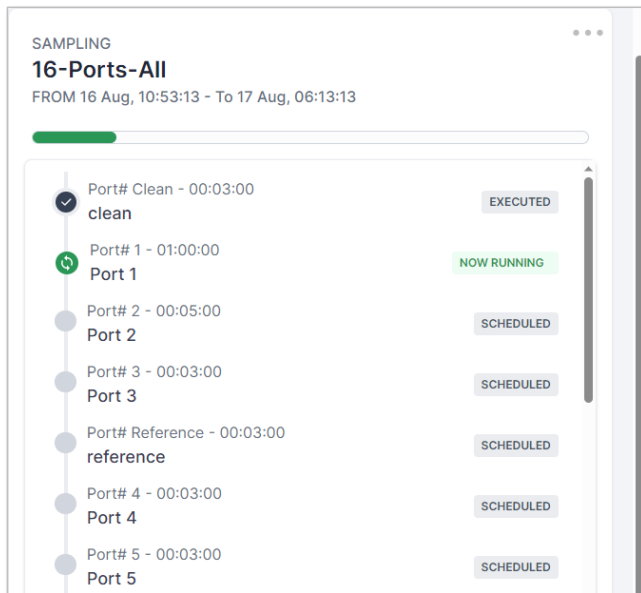 SAMPLING
16-Ports-All
FROM 16 Aug, 10:53:13 - To 17 Aug, 06:13:13
Port# Clean - 00:03:00
clean
EXECUTED
Port# 1 - 01:00:00
Port 1
NOW RUNNING
Port# 2 - 00:05:00
Port 2
SCHEDULED
Port# 3 - 00:03:00
Port 3
SCHEDULED
Port# Reference - 00:03:00
reference
SCHEDULED
Port# 4 - 00:03:00
Port 4
SCHEDULED
Port# 5 - 00:03:00
Port 5
SCHEDULED